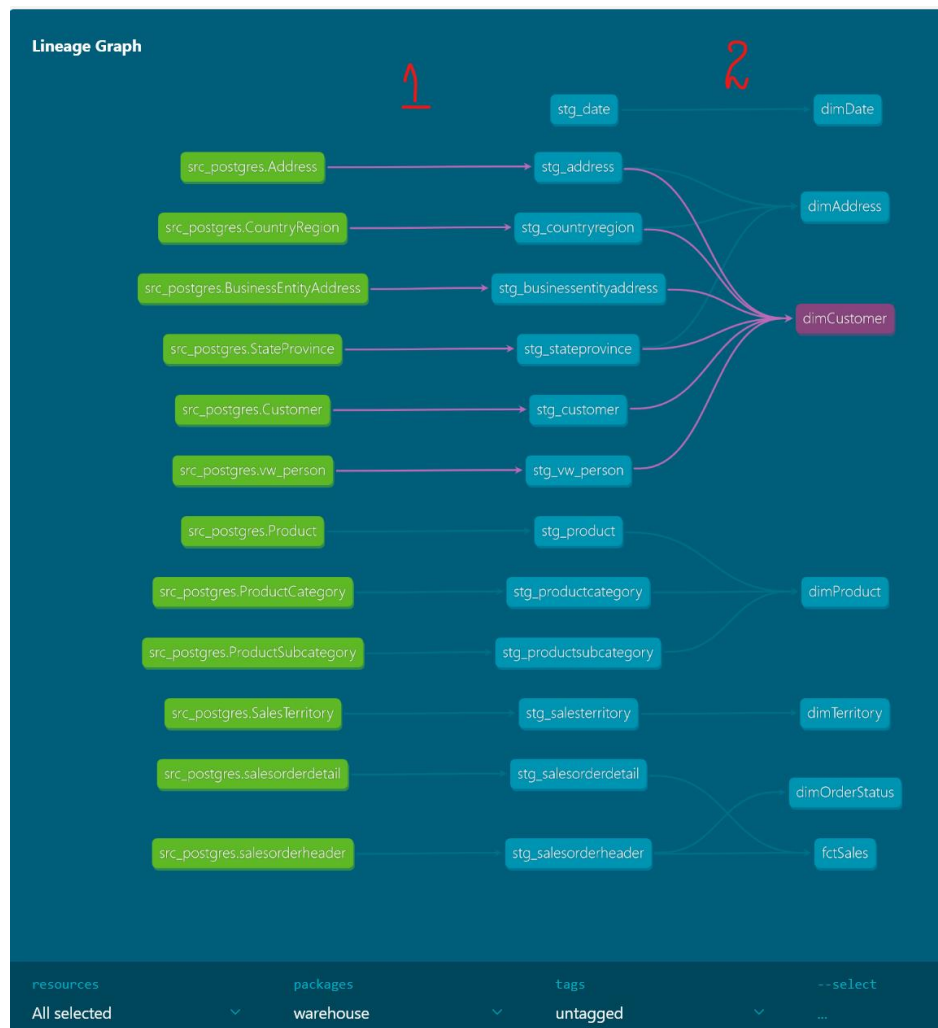 Lineage Graph
1
2
stg_date
dimDate
src_postgres.Address
stg_address
dimAddress
src_postgres.CountryRegion
stg_countryregion
src_postgres.BusinessEntityAddress
stg_businessentityaddress
dimCustomer
src_postgres.StateProvince
stg_stateprovince
src_postgres.Customer
stg_customer
src_postgres.vw_person
stg_vw_person
src_postgres.Product
stg_product
src_postgres.ProductCategory
stg_productcategory
dimProduct
src_postgres.ProductSubcategory
stg_productsubcategory
src_postgres.SalesTerritory
stg_salesterritory
dimTerritory
src_postgres.salesorderdetail
stg_salesorderdetail
dimOrderStatus
src_postgres.salesorderheader
stg_salesorderheader
fctSales
resources
packages
tags
--select
All selected
warehouse
untagged
...